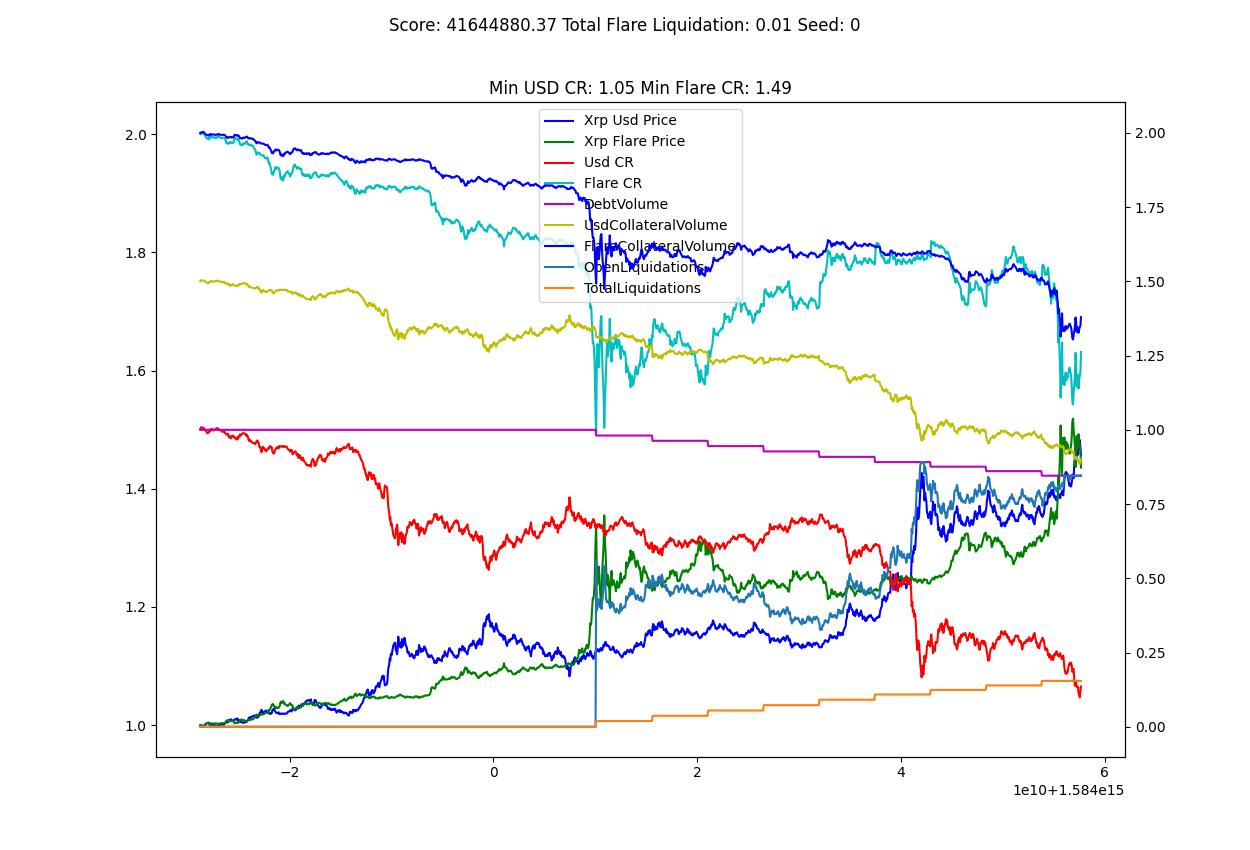 Score: 41644880.37 Total Flare Liquidation: 0.01 Seed: 0
Min USD CR: 1.05 Min Flare CR: 1.49
Xrp Usd Price
Xrp Flare Price
Usd CR
Flare CR
DebtVolume
UsdCollateralVolume
FlareCollateralVolume
OpenLiquidations
TotalLiquidations
2.0
1.8
1.6
1.4
1.2
1.0
2.00
1.75
1.50
1.25
1.00
0.75
0.50
0.25
0.00
−2
0
2
4
6
1e10+1.584e15